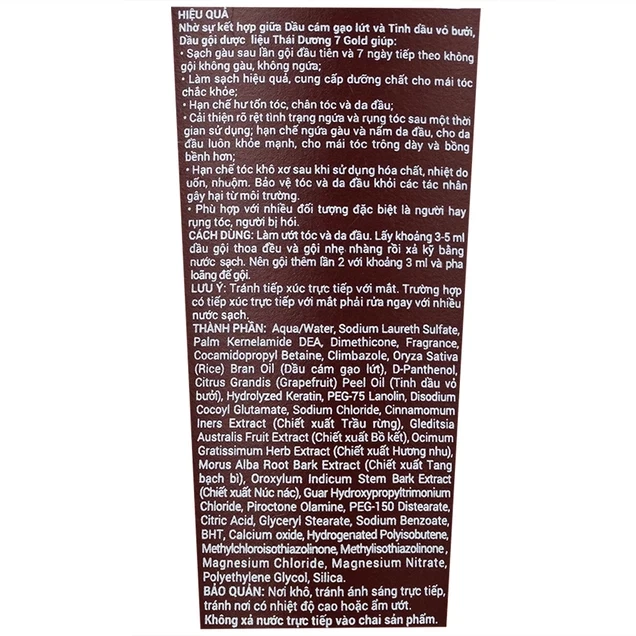 HIỆU QUẢ
Nhờ sự kết hợp giữa Dầu cám gạo lứt và Tinh dầu vỏ bưởi,
Dầu gội dược liệu Thái Dương 7 Gold giúp:
• Sạch gàu sau lần gội đầu tiên và 7 ngày tiếp theo không
gội không gàu, không ngứa;
• Làm sạch hiệu quả, cung cấp dưỡng chất cho mái tóc
chắc khỏe;
• Hạn chế hư tổn tóc, chân tóc và da đầu;
• Cải thiện rõ rệt tình trạng ngứa và rụng tóc sau một thời
gian sử dụng; hạn chế ngứa gàu và nấm da đầu, cho da
đầu luôn khỏe mạnh, cho mái tóc trông dày và bồng
bềnh hơn;
• Hạn chế tóc khô xơ sau khi sử dụng hóa chất, nhiệt do
uốn, nhuộm. Bảo vệ tóc và da đầu khỏi các tác nhân
gây hại từ môi trường.
• Phù hợp với nhiều đối tượng đặc biệt là người hay
rụng tóc, người bị hói.
CÁCH DÙNG: Làm ướt tóc và da đầu. Lấy khoảng 3-5 ml
dầu gội thoa đều và gội nhẹ nhàng rồi xả kỹ bằng
nước sạch. Nên gội thêm lần 2 với khoảng 3 ml và pha
loãng để gội.
LƯU Ý: Tránh tiếp xúc trực tiếp với mắt. Trường hợp
có tiếp xúc trực tiếp với mắt phải rửa ngay với nhiều
nước sạch.
THÀNH PHẦN: Aqua/Water, Sodium Laureth Sulfate,
Palm Kernelamide DEA, Dimethicone, Fragrance,
Cocamidopropyl Betaine, Climbazole, Oryza Sativa
(Rice) Bran Oil (Dầu cám gạo lứt), D-Panthenol,
Citrus Grandis (Grapefruit) Peel Oil (Tinh dầu vỏ
bưởi), Hydrolyzed Keratin, PEG-75 Lanolin, Disodium
Cocoyl Glutamate, Sodium Chloride, Cinnamomum
Iners Extract (Chiết xuất Trầu rừng), Gleditsia
Australis Fruit Extract (Chiết xuất Bồ kết), Ocimum
Gratissimum Herb Extract (Chiết xuất Hương nhu),
Morus Alba Root Bark Extract (Chiết xuất Tang
bạch bì), Oroxylum Indicum Stem Bark Extract
(Chiết xuất Núc nác), Guar Hydroxypropyltrimonium
Chloride, Piroctone Olamine, PEG-150 Distearate,
Citric Acid, Glyceryl Stearate, Sodium Benzoate,
BHT, Calcium oxide, Hydrogenated Polyisobutene,
Methylchloroisothiazolinone, Methylisothiazolinone,
Magnesium Chloride, Magnesium Nitrate,
Polyethylene Glycol, Silica.
BẢO QUẢN: Nơi khô, tránh ánh sáng trực tiếp,
tránh nơi có nhiệt độ cao hoặc ẩm ướt.
Không xả nước trực tiếp vào chai sản phẩm.